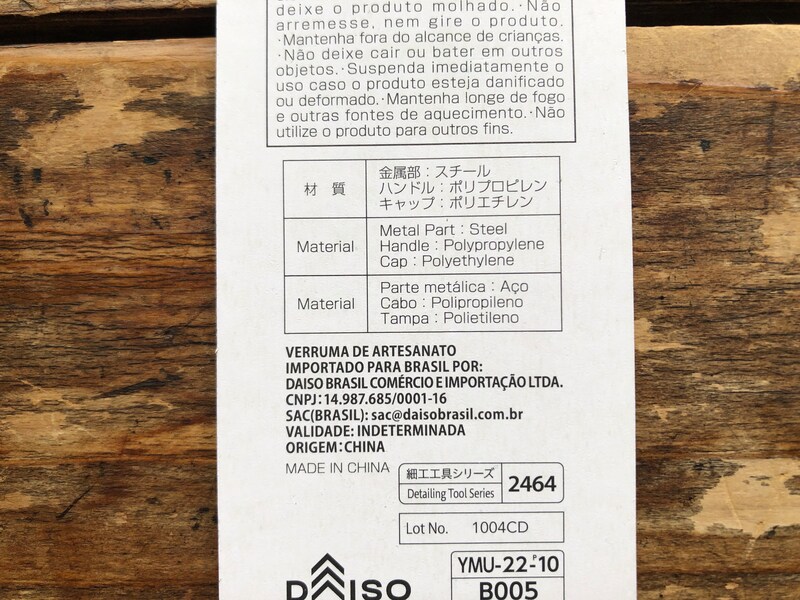 deixe o produto molhado.·Não
arremesse, nem gire o produto.
·Mantenha fora do alcance de crianças.
·Não deixe cair ou bater em outros
objetos.·Suspenda imediatamente o
uso caso o produto esteja danificado
ou deformado.·Mantenha longe de fogo
e outras fontes de aquecimento.·Não
utilize o produto para outros fins.
材 質
金属部：スチール
ハンドル：ポリプロピレン
キャップ：ポリエチレン
Material
Metal Part : Steel
Handle : Polypropylene
Cap : Polyethylene
Material
Parte metálica : Aço
Cabo : Polipropileno
Tampa : Polietileno
VERRUMA DE ARTESANATO
IMPORTADO PARA BRASIL POR:
DAISO BRASIL COMÉRCIO E IMPORTAÇÃO LTDA.
CNPJ: 14.987.685/0001-16
SAC(BRASIL): sac@daisobrasil.com.br
VALIDADE: INDETERMINADA
ORIGEM: CHINA
MADE IN CHINA
細工工具シリーズ
Detailing Tool Series
2464
Lot No. 1004CD
DAISO
YMU-22-P10
B005